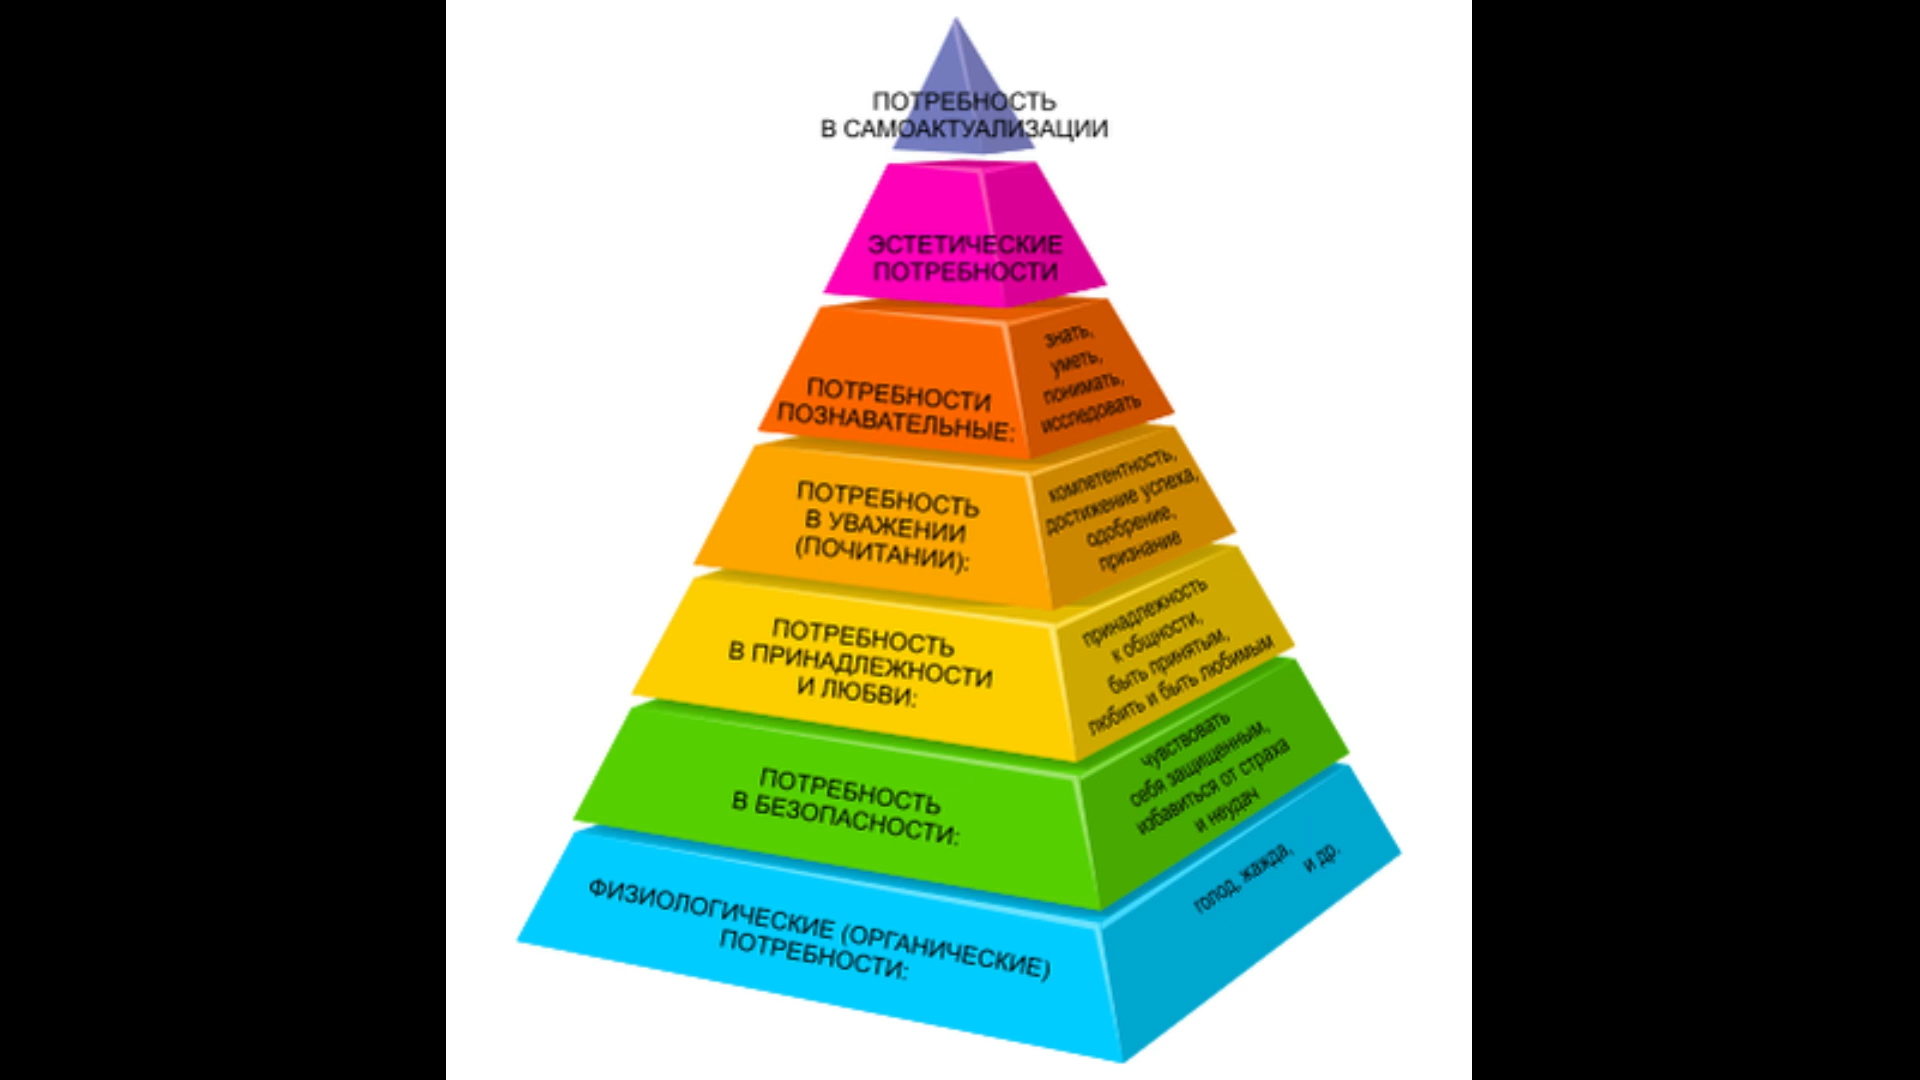 ПОТРЕБНОСТЬ
В САМОАКТУАЛИЗАЦИИ
ЭСТЕТИЧЕСКИЕ
ПОТРЕБНОСТИ
ПОТРЕБНОСТИ
ПОЗНАВАТЕЛЬНЫЕ:
знать,
уметь,
понимать,
исследовать
ПОТРЕБНОСТЬ
В УВАЖЕНИИ
(ПОЧИТАНИИ):
компетентность,
достижение успеха,
одобрение,
признание
ПОТРЕБНОСТЬ
В ПРИНАДЛЕЖНОСТИ
И ЛЮБВИ:
принадлежность
к общности,
быть принятым,
любить и быть любимым
ПОТРЕБНОСТЬ
В БЕЗОПАСНОСТИ:
чувствовать
себя защищенным,
избавиться от страха
и неудач
ФИЗИОЛОГИЧЕСКИЕ (ОРГАНИЧЕСКИЕ)
ПОТРЕБНОСТИ:
голод, жажда,
и др.